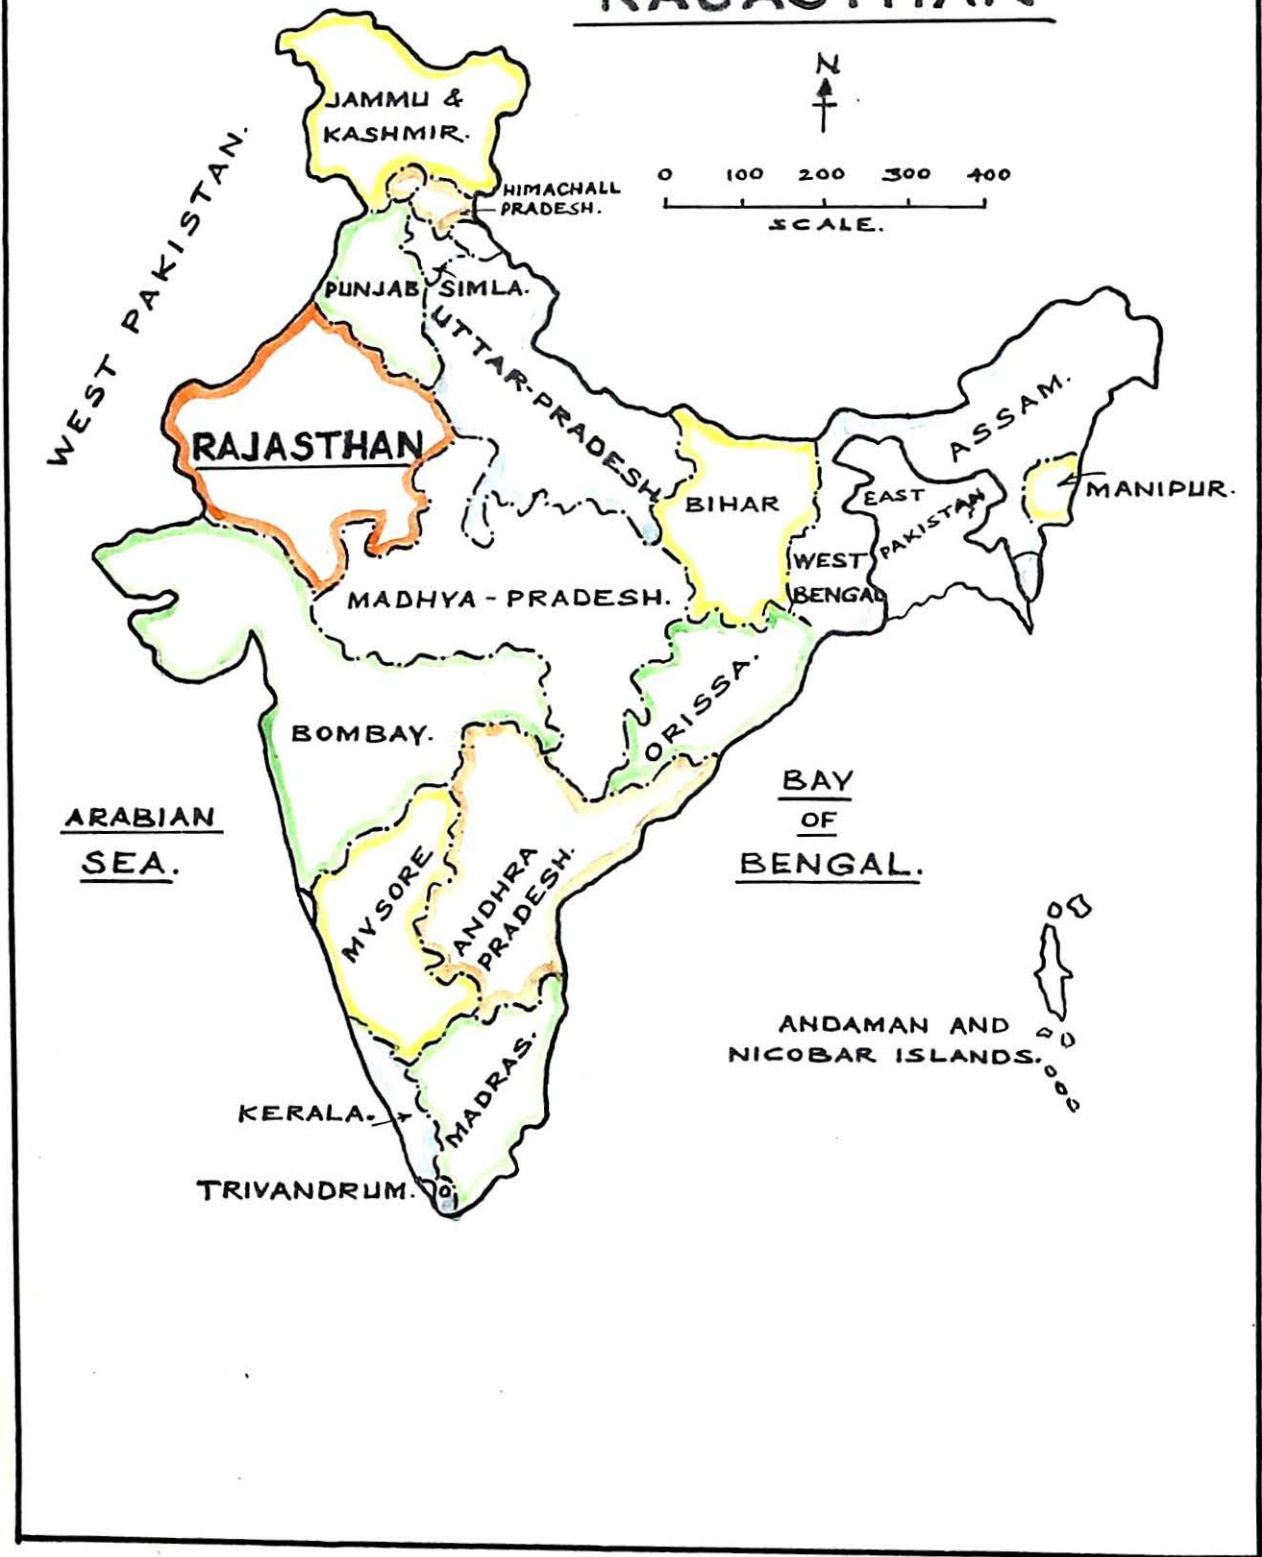 RAJASTHAN
N
JAMMU &
KASHMIR.
0 100 200 300 400
SCALE.
HIMACHALL
PRADESH.
WEST PAKISTAN.
PUNJAB
SIMLA.
UTTAR-PRADESH
ASSAM.
RAJASTHAN
BIHAR
EAST
PAKISTAN
MANIPUR.
WEST
BENGAL
MADHYA-PRADESH.
ORISSA.
BOMBAY.
ARABIAN
SEA.
BAY
OF
BENGAL.
MYSORE
ANDHRA
PRADESH.
ANDAMAN AND
NICOBAR ISLANDS.
MADRAS.
KERALA.
TRIVANDRUM.